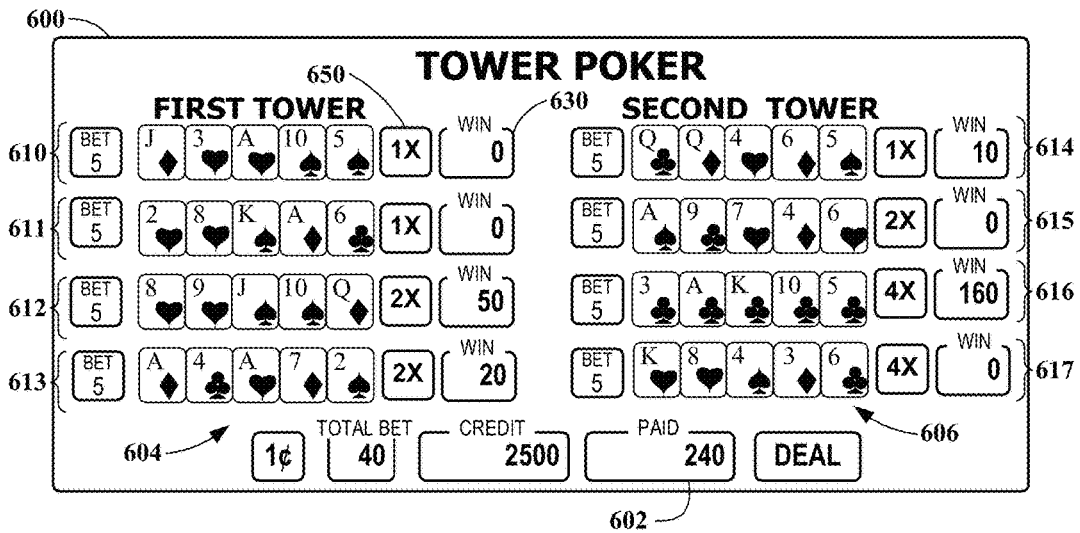 600
TOWER POKER
650
630
FIRST TOWER
SECOND TOWER
610 BET 5 J 3 A 10 5 1X WIN 0
BET 5 Q Q 4 6 5 1X WIN 10 614
611 BET 5 2 8 K A 6 1X WIN 0
BET 5 A 9 7 4 6 2X WIN 0 615
612 BET 5 8 9 J 10 Q 2X WIN 50
BET 5 3 A K 10 5 4X WIN 160 616
613 BET 5 A 4 A 7 2 2X WIN 20
BET 5 K 8 4 3 6 4X WIN 0 617
604
606
1¢ TOTAL BET 40 CREDIT 2500 PAID 240 DEAL
602